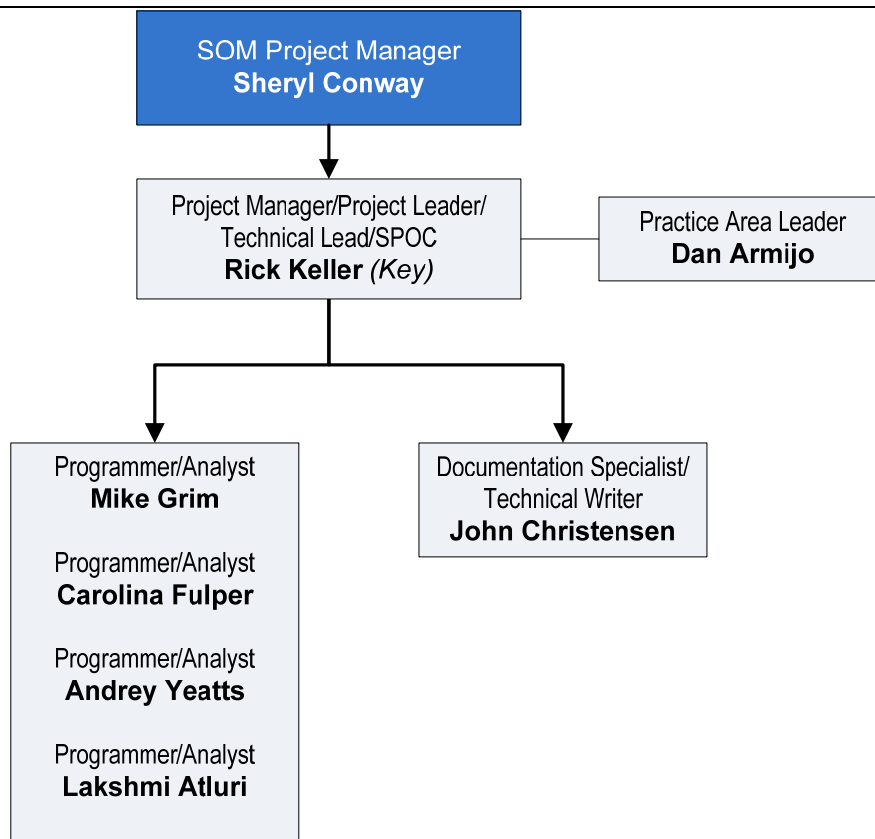 SOM Project Manager
Sheryl Conway
Project Manager/Project Leader/
Technical Lead/SPOC
Rick Keller (Key)
Practice Area Leader
Dan Armijo
Programmer/Analyst
Mike Grim
Programmer/Analyst
Carolina Fulper
Programmer/Analyst
Andrey Yeatts
Programmer/Analyst
Lakshmi Atluri
Documentation Specialist/
Technical Writer
John Christensen